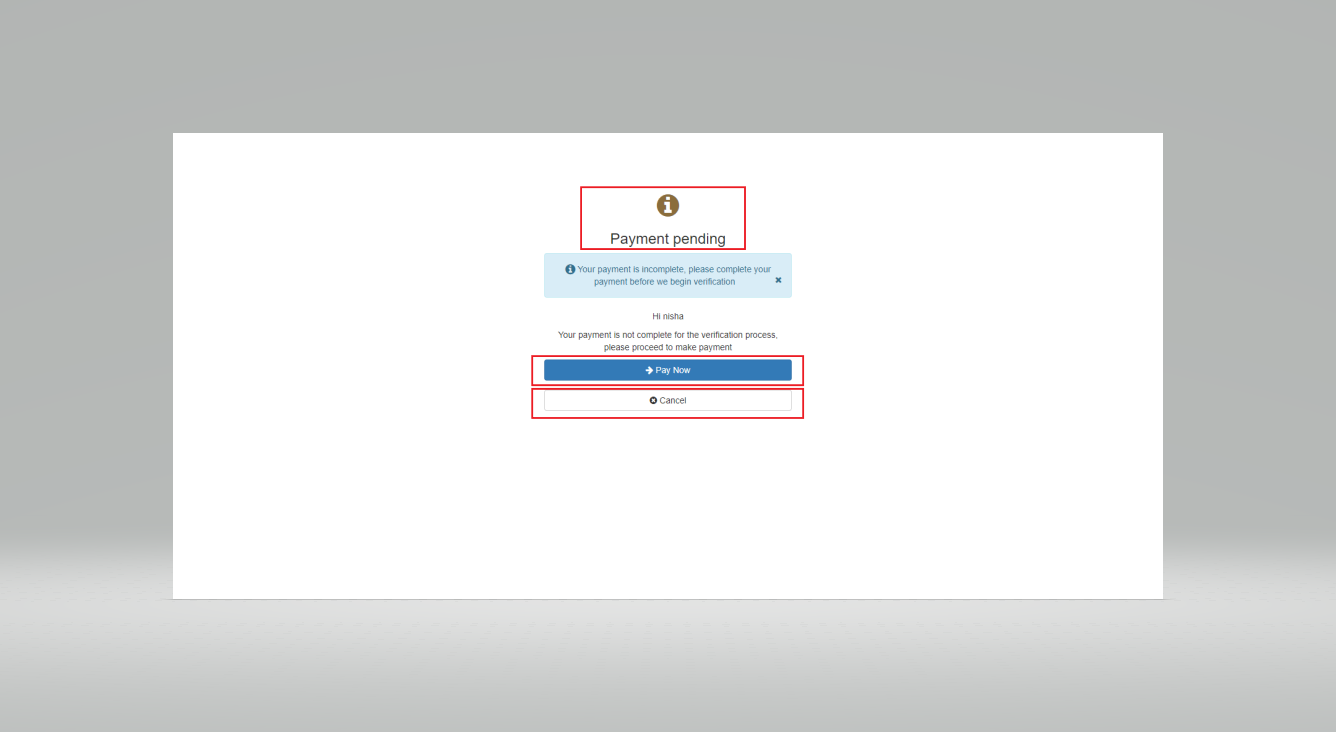 Payment pending
Your payment is incomplete, please complete your
payment before we begin verification
Hi nisha
Your payment is not complete for the verification process,
please proceed to make payment
Pay Now
Cancel